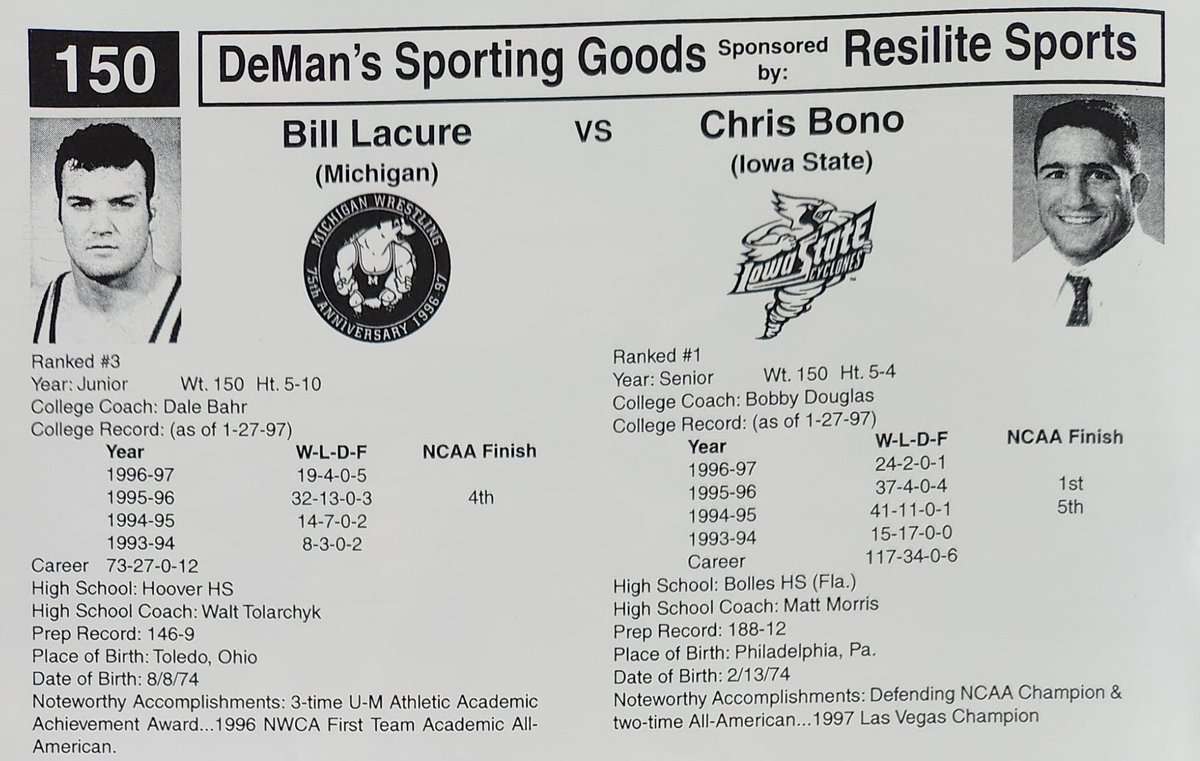 150
DeMan's Sporting Goods Sponsored by: Resilite Sports
Bill Lacure VS Chris Bono
(Michigan)
(Iowa State)
MICHIGAN WRESTLING
75th ANNIVERSARY 1996-97
M
Iowa State
CYCLONES
TM
Ranked #3
Year: Junior Wt. 150 Ht. 5-10
College Coach: Dale Bahr
College Record: (as of 1-27-97)
Year W-L-D-F NCAA Finish
1996-97 19-4-0-5
1995-96 32-13-0-3 4th
1994-95 14-7-0-2
1993-94 8-3-0-2
Career 73-27-0-12
High School: Hoover HS
High School Coach: Walt Tolarchyk
Prep Record: 146-9
Place of Birth: Toledo, Ohio
Date of Birth: 8/8/74
Noteworthy Accomplishments: 3-time U-M Athletic Academic
Achievement Award...1996 NWCA First Team Academic All-
American.
Ranked #1
Year: Senior Wt. 150 Ht. 5-4
College Coach: Bobby Douglas
College Record: (as of 1-27-97)
Year W-L-D-F NCAA Finish
1996-97 24-2-0-1
1995-96 37-4-0-4 1st
1994-95 41-11-0-1 5th
1993-94 15-17-0-0
Career 117-34-0-6
High School: Bolles HS (Fla.)
High School Coach: Matt Morris
Prep Record: 188-12
Place of Birth: Philadelphia, Pa.
Date of Birth: 2/13/74
Noteworthy Accomplishments: Defending NCAA Champion &
two-time All-American...1997 Las Vegas Champion